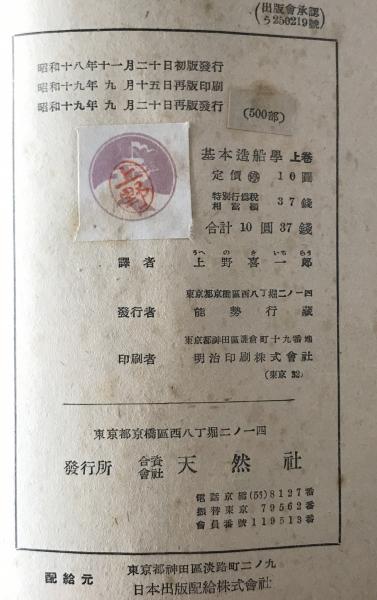 (出版會承認
う250219號)
昭和十八年十一月二十日初版發行
昭和十九年 九 月十五日再版印刷
昭和十九年 九 月二十日再版發行
(500部)
上野
基本造船學 上卷
定價 ㊕ 10圓
特別行爲税
相當額 37錢
合計 10圓37錢
うへ の き いち らう
譯者 上野喜一郎
東京都京橋區西八丁堀二ノ一四
發行者 能勢行藏
東京都神田區鎌倉町十九番地
印刷者 明治印刷株式會社
(東京 32)
東京都京橋區西八丁堀二ノ一四
發行所 合資會社 天然社
電話京橋(56)8127番
振替東京 79562番
會員番號 119513番
配給元 東京都神田區淡路町二ノ九
日本出版配給株式會社